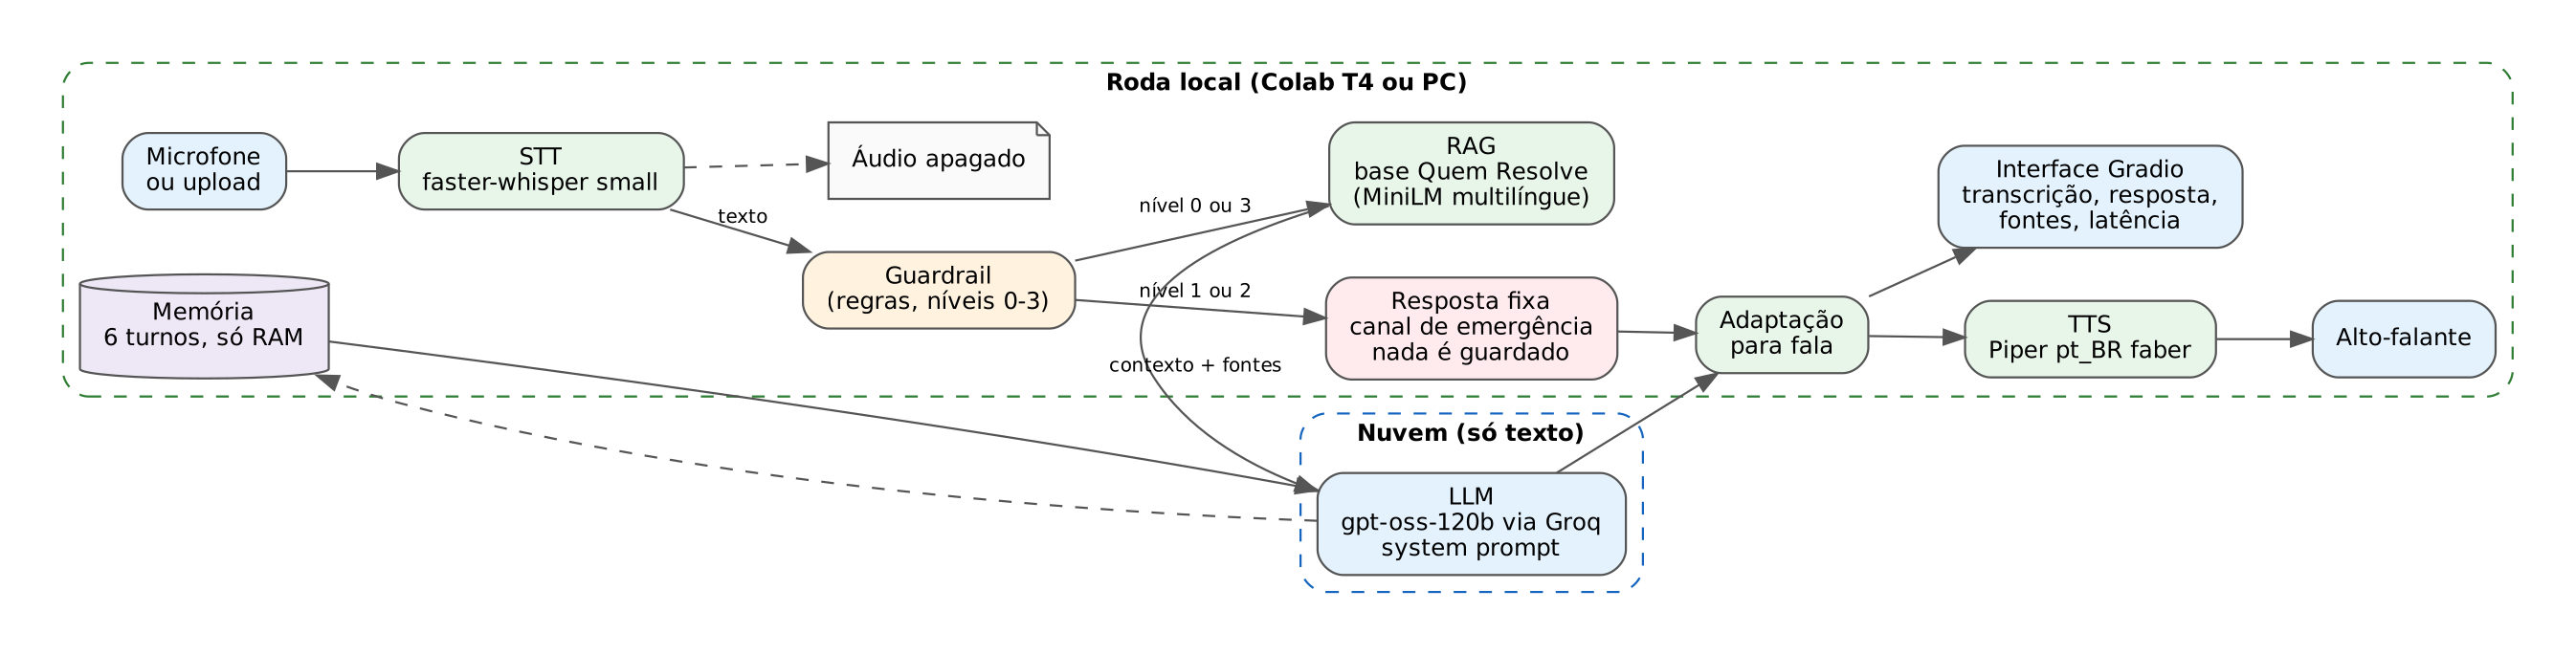 Roda local (Colab T4 ou PC)
Microfone
ou upload
STT
faster-whisper small
Áudio apagado
texto
Guardrail
(regras, níveis 0-3)
Memória
6 turnos, só RAM
nível 0 ou 3
nível 1 ou 2
contexto + fontes
RAG
base Quem Resolve
(MiniLM multilíngue)
Resposta fixa
canal de emergência
nada é guardado
Adaptação
para fala
Interface Gradio
transcrição, resposta,
fontes, latência
TTS
Piper pt_BR faber
Alto-falante
Nuvem (só texto)
LLM
gpt-oss-120b via Groq
system prompt